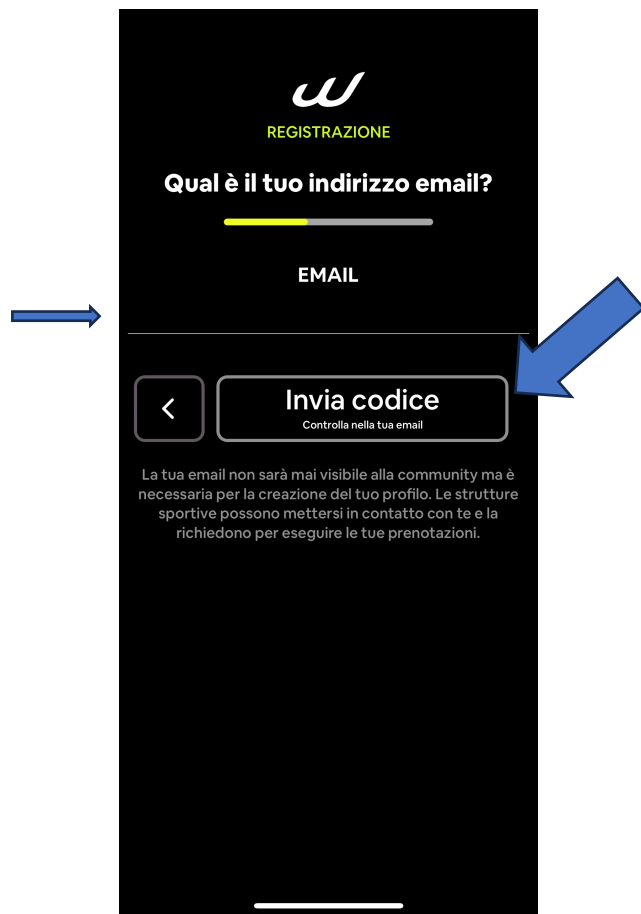 REGISTRAZIONE
Qual è il tuo indirizzo email?
EMAIL
Invia codice
Controlla nella tua email
La tua email non sarà mai visibile alla community ma è
necessaria per la creazione del tuo profilo. Le strutture
sportive possono mettersi in contatto con te e la
richiedono per eseguire le tue prenotazioni.